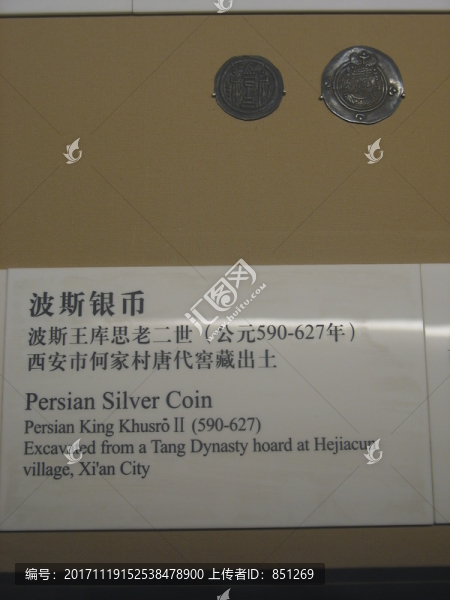 波斯银币
波斯王库思老二世（公元590-627年）
西安市何家村唐代窖藏出土
Persian Silver Coin
Persian King Khusrō II (590-627)
Excavated from a Tang Dynasty hoard at Hejiacun
village, Xi'an City
汇图网
编号：20171119152538478900 上传者ID：851269